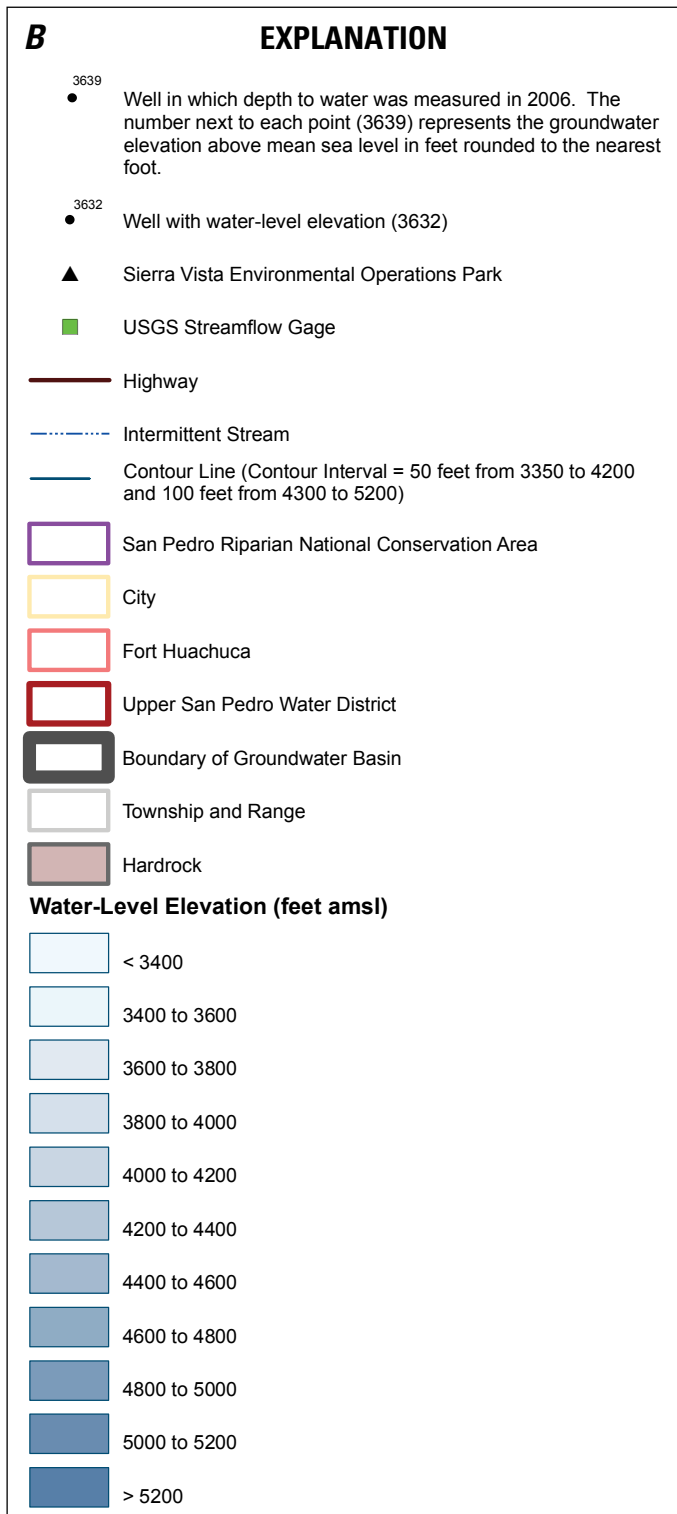 B EXPLANATION
3639
Well in which depth to water was measured in 2006. The
number next to each point (3639) represents the groundwater
elevation above mean sea level in feet rounded to the nearest
foot.
3632
Well with water-level elevation (3632)
Sierra Vista Environmental Operations Park
USGS Streamflow Gage
Highway
Intermittent Stream
Contour Line (Contour Interval = 50 feet from 3350 to 4200
and 100 feet from 4300 to 5200)
San Pedro Riparian National Conservation Area
City
Fort Huachuca
Upper San Pedro Water District
Boundary of Groundwater Basin
Township and Range
Hardrock
Water-Level Elevation (feet amsl)
< 3400
3400 to 3600
3600 to 3800
3800 to 4000
4000 to 4200
4200 to 4400
4400 to 4600
4600 to 4800
4800 to 5000
5000 to 5200
> 5200